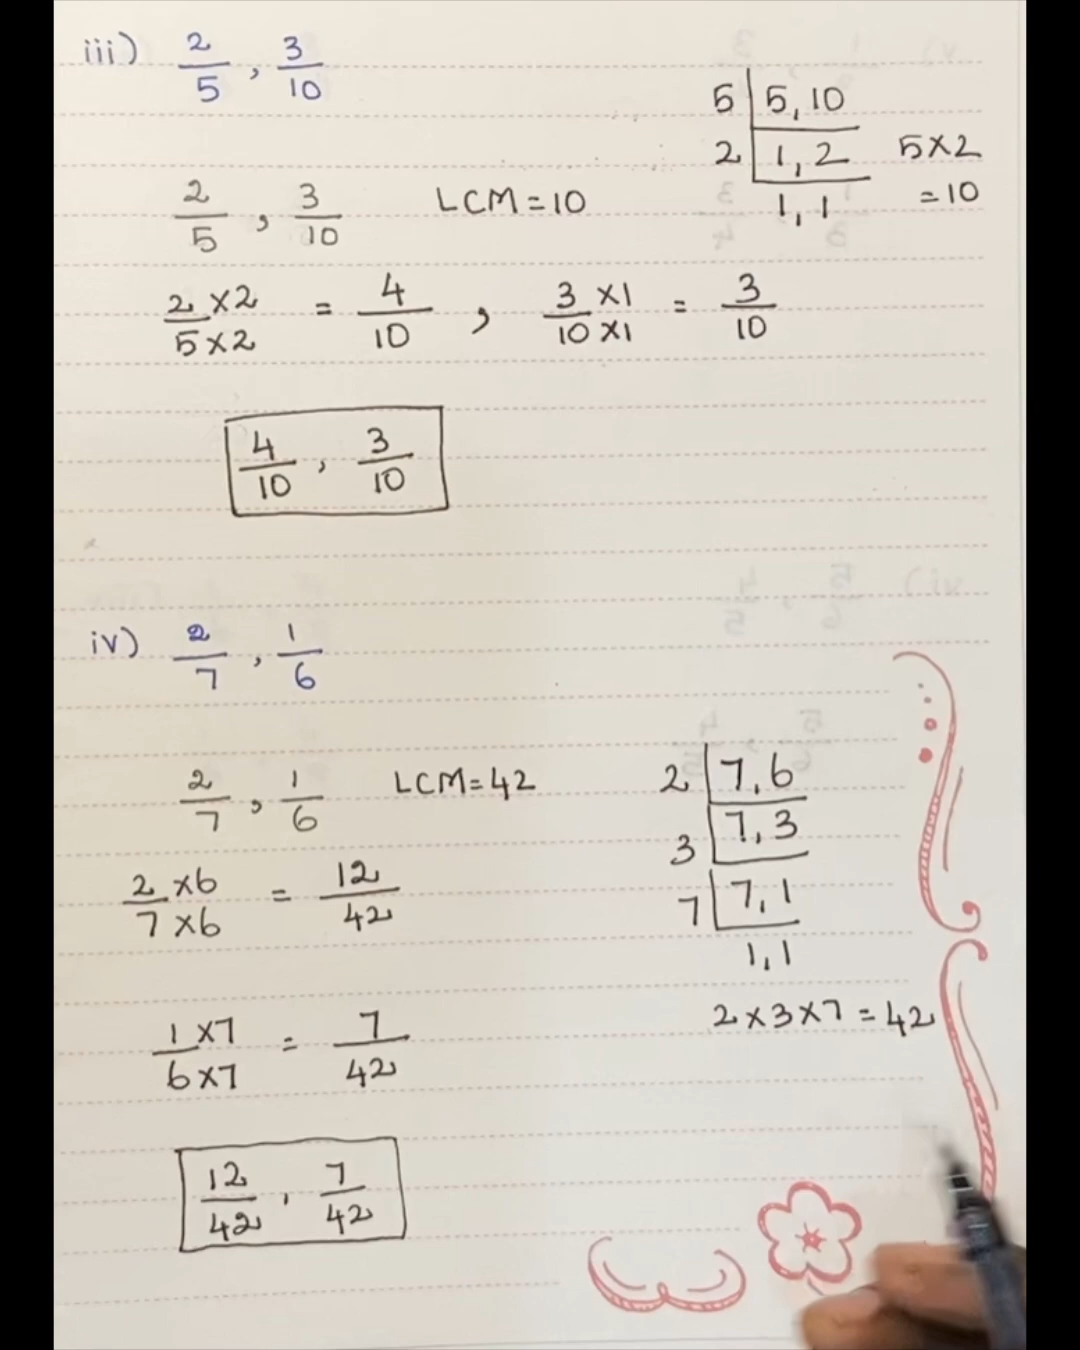 iii) 2/5 , 3/10
5 | 5, 10
2 | 1, 2 5×2
1, 1 =10
2/5 , 3/10 LCM=10
2×2/5×2 = 4/10 , 3×1/10×1 = 3/10
4/10 , 3/10
iv) 2/7 , 1/6
2/7 , 1/6 LCM=42
2 | 7, 6
3 | 7, 3
7 | 7, 1
1, 1
2×3×7=42
2×6/7×6 = 12/42
1×7/6×7 = 7/42
12/42 , 7/42